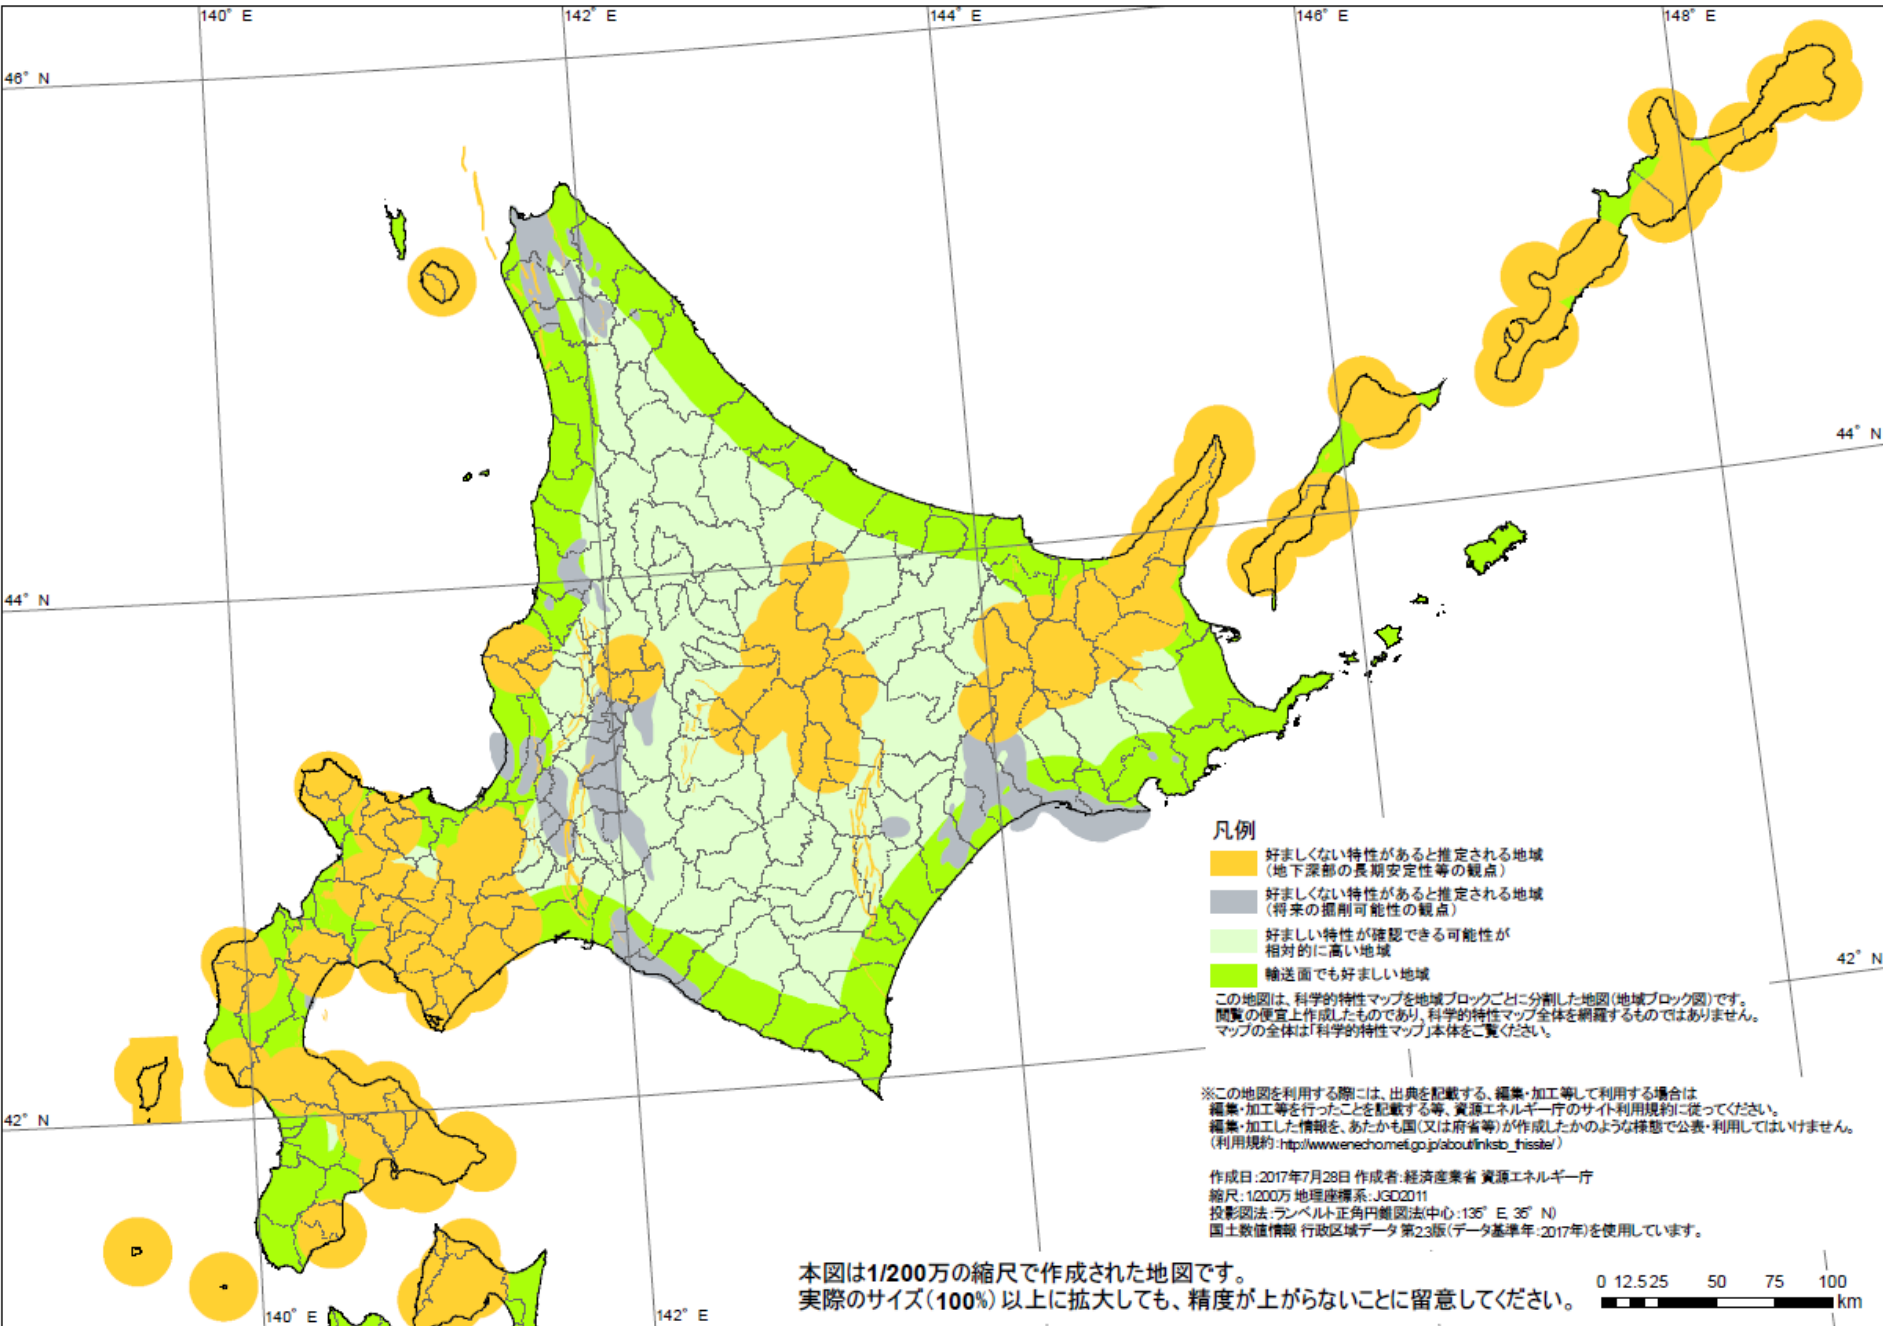 140° E
142° E
144° E
146° E
148° E
46° N
44° N
44° N
42° N
42° N
凡例
好ましくない特性があると推定される地域
（地下深部の長期安定性等の観点）
好ましくない特性があると推定される地域
（将来の掘削可能性の観点）
好ましい特性が確認できる可能性が
相対的に高い地域
輸送面でも好ましい地域
この地図は、科学的特性マップを地域ブロックごとに分割した地図（地域ブロック図）です。
閲覧の便宜上作成したものであり、科学的特性マップ全体を網羅するものではありません。
マップの全体は「科学的特性マップ」本体をご覧ください。
※この地図を利用する際には、出典を記載する、編集・加工等して利用する場合は
編集・加工等を行ったことを記載する等、資源エネルギー庁のサイト利用規約に従ってください。
編集・加工した情報を、あたかも国（又は府省等）が作成したかのような様態で公表・利用してはいけません。
（利用規約：http://www.enecho.meti.go.jp/about/linksto_thissite/）
作成日：2017年7月28日 作成者：経済産業省 資源エネルギー庁
縮尺：1/200万 地理座標系：JGD2011
投影図法：ランベルト正角円錐図法(中心：135° E, 35° N)
国土数値情報 行政区域データ 第2.3版(データ基準年：2017年)を使用しています。
本図は1/200万の縮尺で作成された地図です。
実際のサイズ（100%）以上に拡大しても、精度が上がらないことに留意してください。
0 12.5 25 50 75 100
km
140° E
142° E